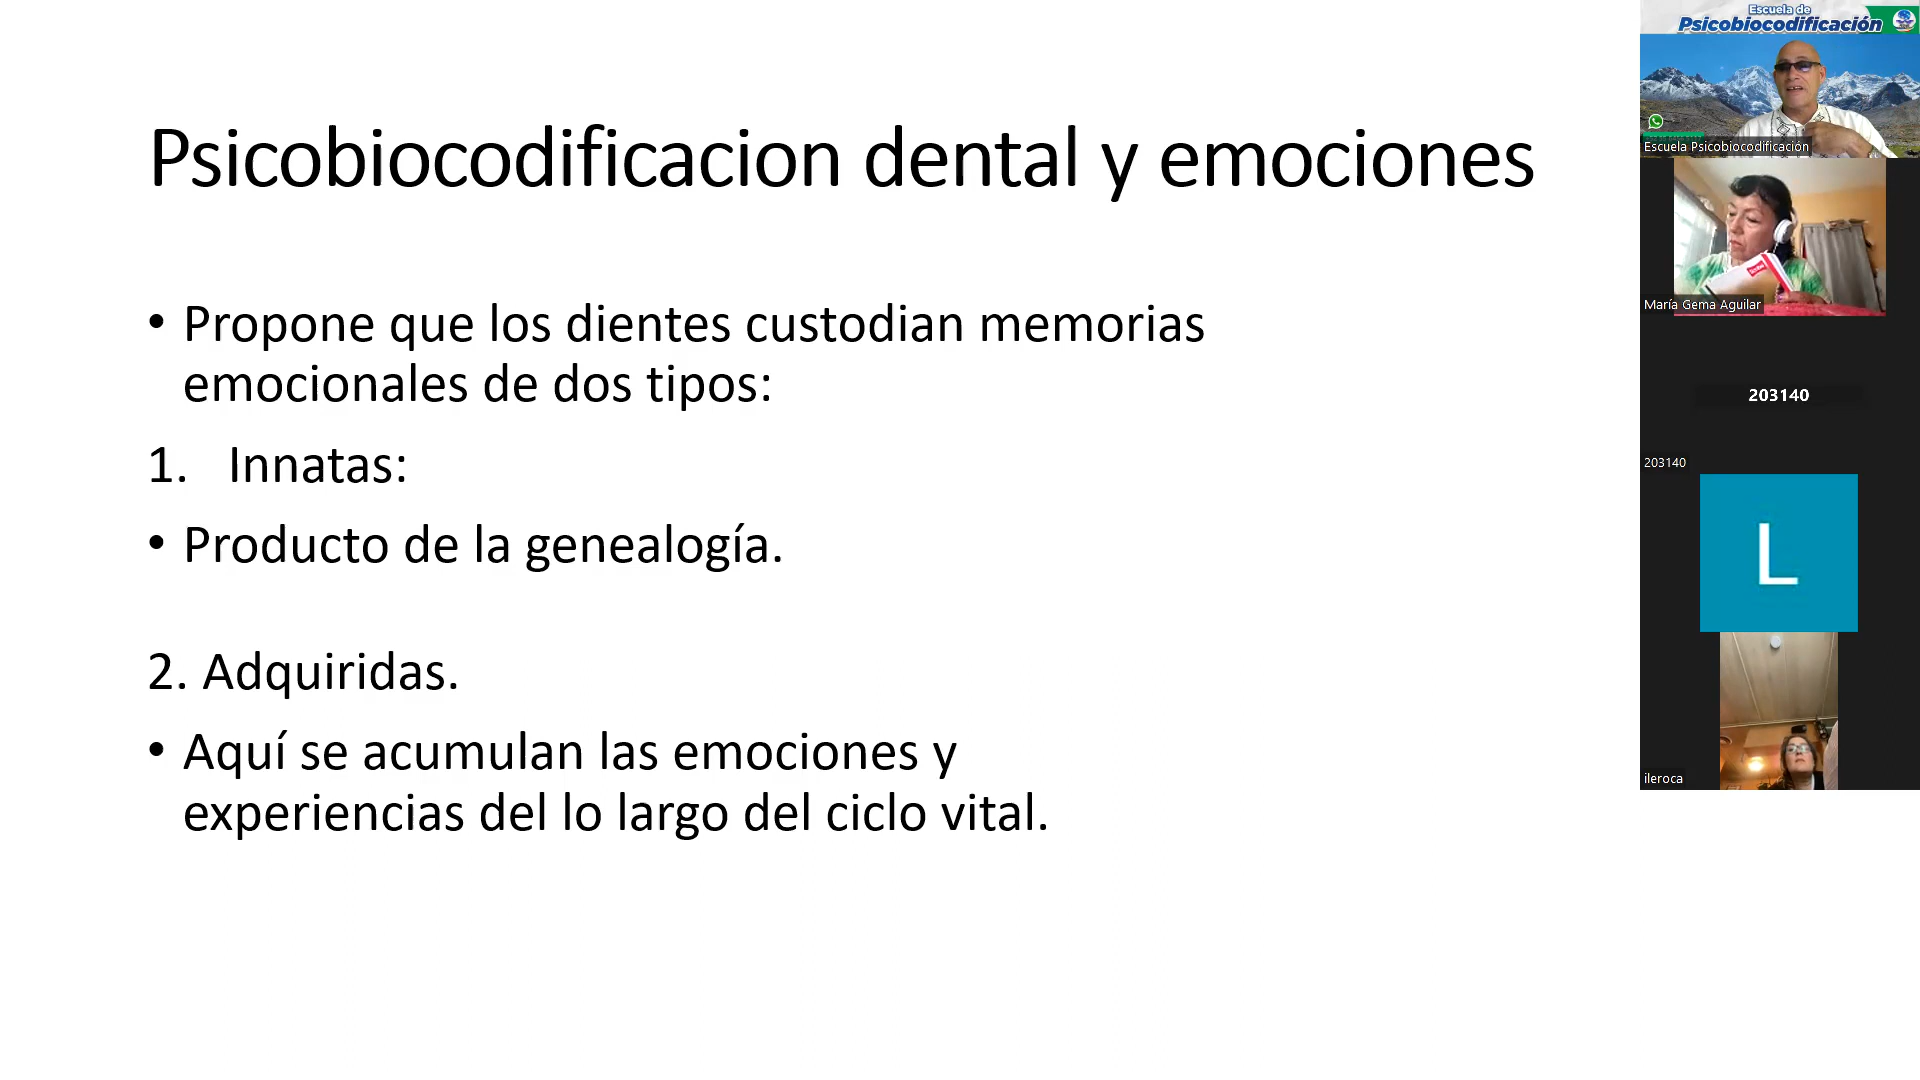 Psicobiocodificacion dental y emociones
• Propone que los dientes custodian memorias
emocionales de dos tipos:
1. Innatas:
• Producto de la genealogía.
2. Adquiridas.
• Aquí se acumulan las emociones y
experiencias del lo largo del ciclo vital.
Escuela de
Psicobiocodificación
Escuela Psicobiocodificación
María Gema Aguilar
203140
203140
L
ileroca